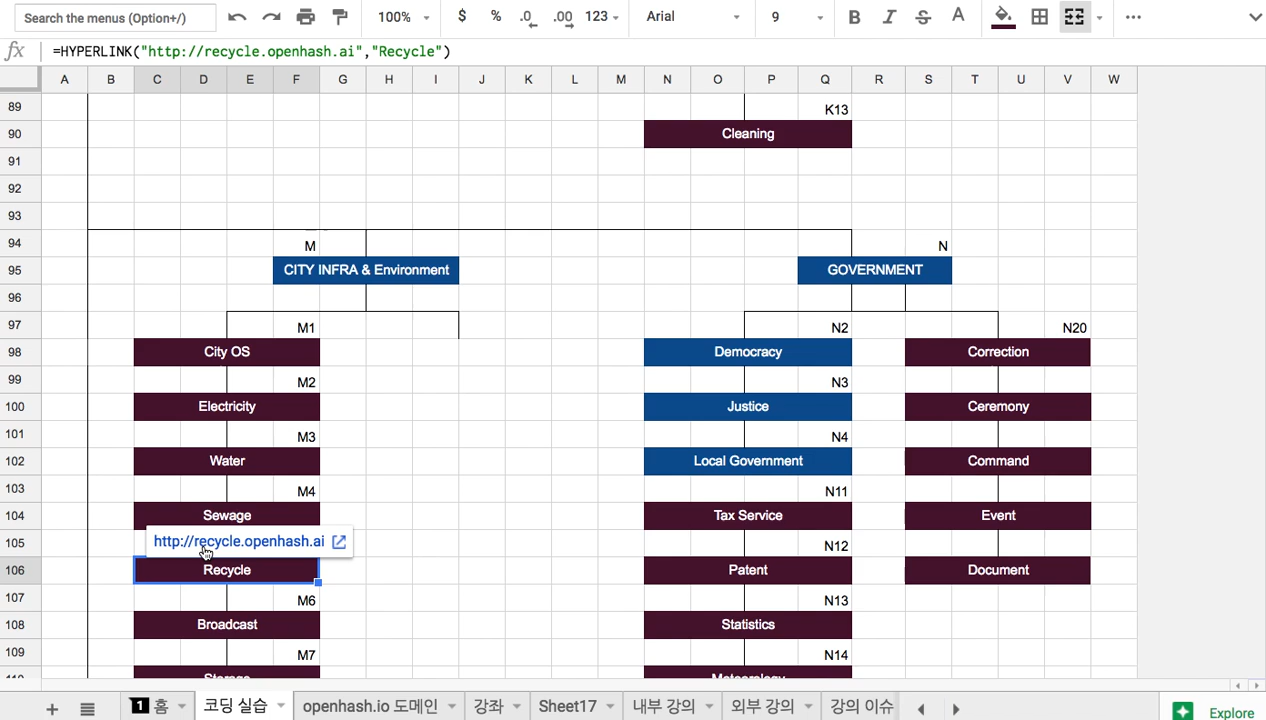 Search the menus (Option+/)
100%
$ % .0 .00 123
Arial
9
B I S A
fx =HYPERLINK("http://recycle.openhash.ai","Recycle")
A B C D E F G H I J K L M N O P Q R S T U V W
89 K13
90 Cleaning
91
92
93
94 M N
95 CITY INFRA & Environment GOVERNMENT
96
97 M1 N2 N20
98 City OS Democracy Correction
99 M2 N3
100 Electricity Justice Ceremony
101 M3 N4
102 Water Local Government Command
103 M4 N11
104 Sewage Tax Service Event
105 http://recycle.openhash.ai N12
106 Recycle Patent Document
107 M6 N13
108 Broadcast Statistics
109 M7 N14
110 Storage Meteorology
1 홈 코딩 실습 openhash.io 도메인 강좌 Sheet17 내부 강의 외부 강의 강의 이슈
Explore